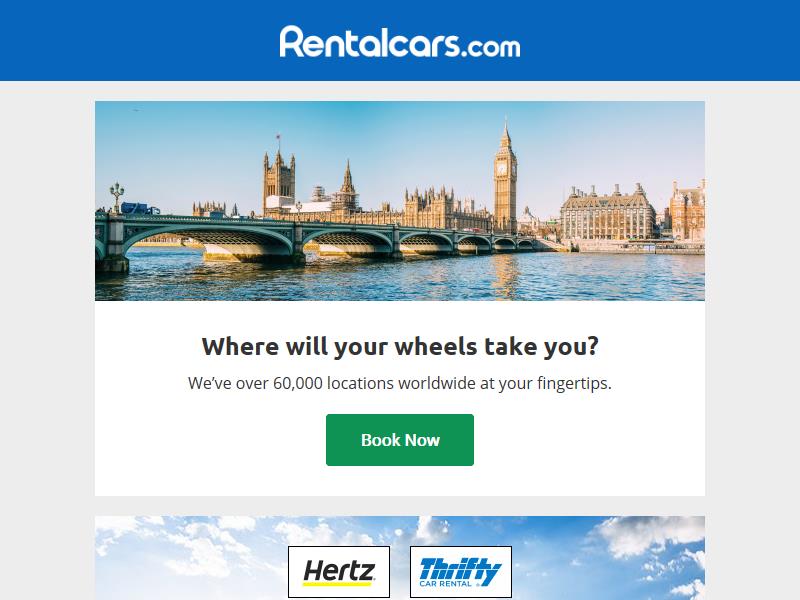 Rentalcars.com
Where will your wheels take you?
We've over 60,000 locations worldwide at your fingertips.
Book Now
Hertz
Thrifty
CAR RENTAL